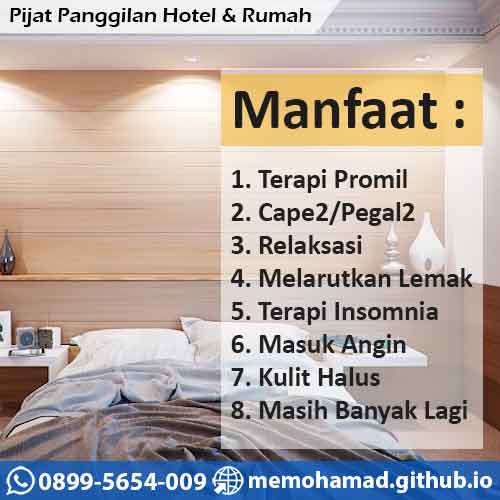 Pijat Panggilan Hotel & Rumah
Manfaat :
1. Terapi Promil
2. Cape2/Pegal2
3. Relaksasi
4. Melarutkan Lemak
5. Terapi Insomnia
6. Masuk Angin
7. Kulit Halus
8. Masih Banyak Lagi
0899-5654-009 memohamad.github.io